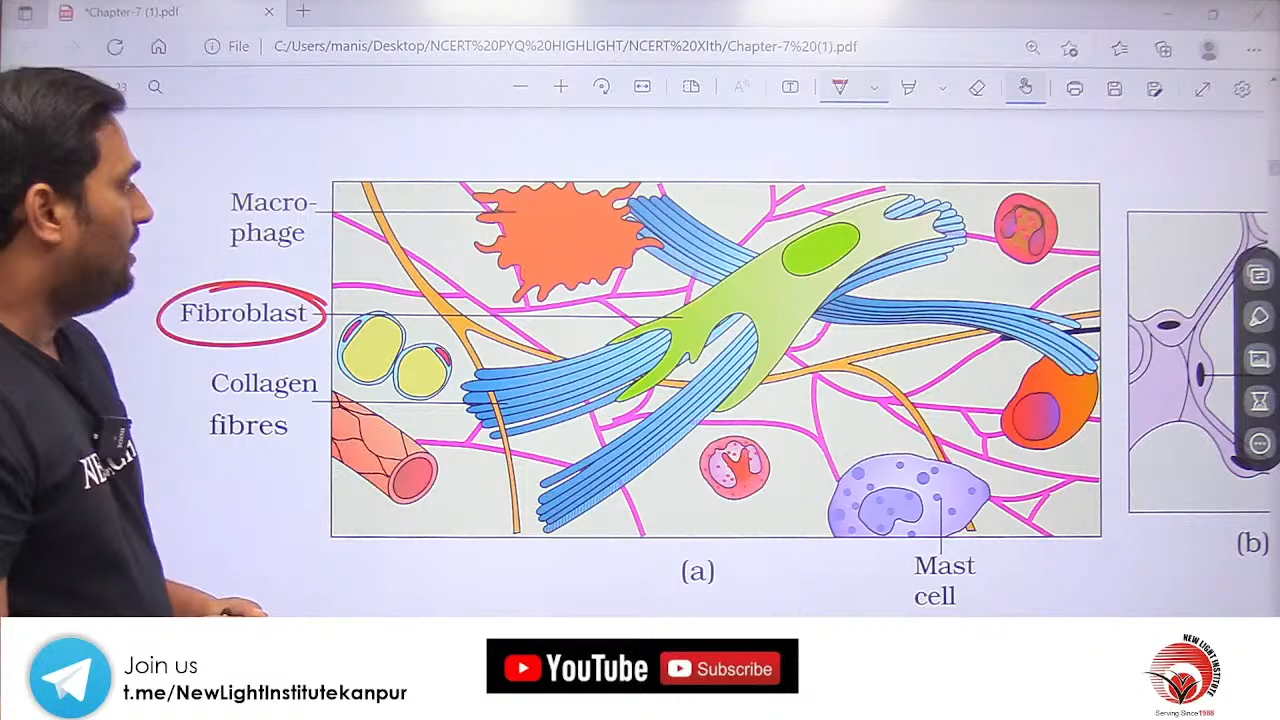 *Chapter-7 (1).pdf
File
C:/Users/manis/Desktop/NCERT%20PYQ%20HIGHLIGHT/NCERT%20XIth/Chapter-7%20(1).pdf
23
Macro-
phage
Fibroblast
Collagen
fibres
(a)
Mast
cell
(b)
Join us
t.me/NewLightInstitutekanpur
YouTube
Subscribe
NEW LIGHT INSTITUTE
Serving Since 1988